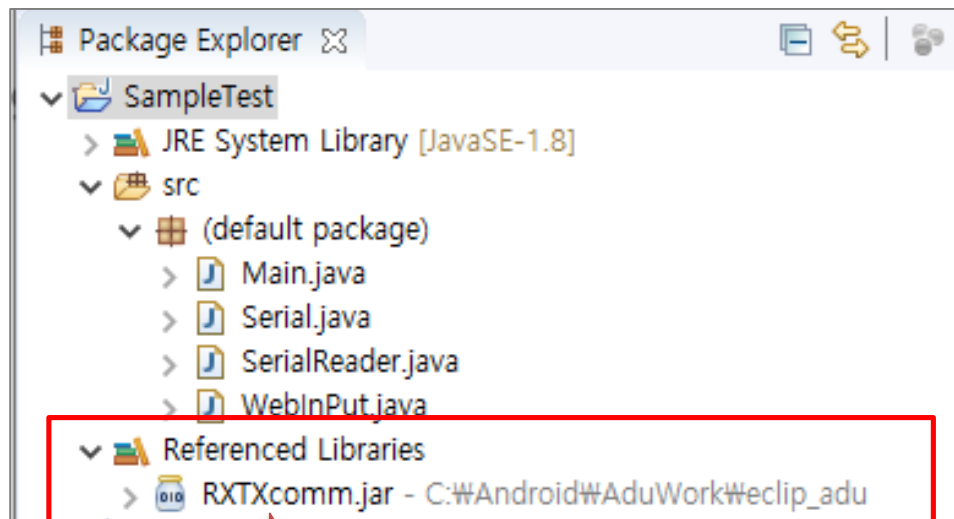 Package Explorer
SampleTest
JRE System Library [JavaSE-1.8]
src
(default package)
Main.java
Serial.java
SerialReader.java
WebInPut.java
Referenced Libraries
RXTXcomm.jar - C:₩Android₩AduWork₩eclip_adu